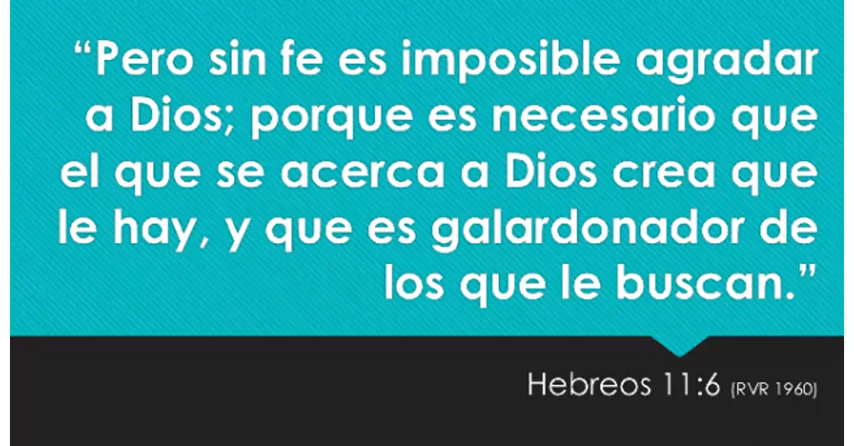 “Pero sin fe es imposible agradar
a Dios; porque es necesario que
el que se acerca a Dios crea que
le hay, y que es galardonador de
los que le buscan.”
Hebreos 11:6 (RVR 1960)